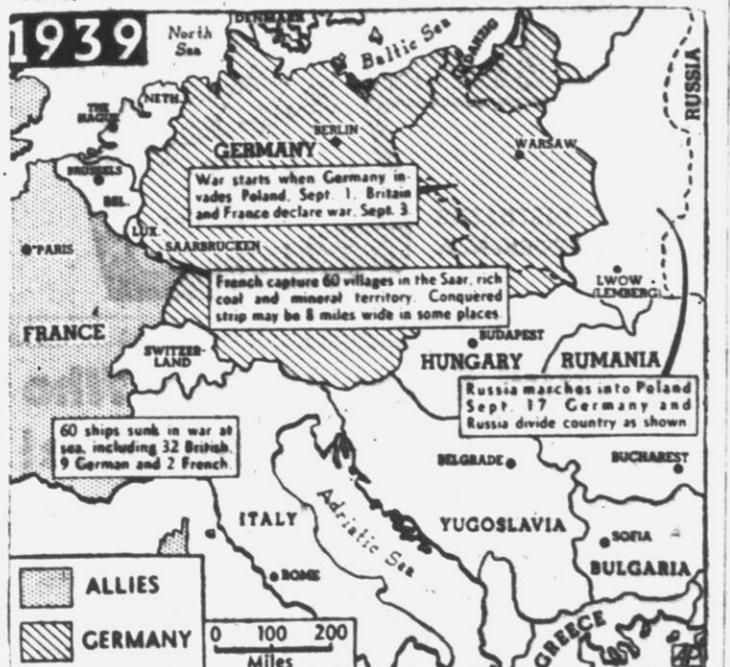 1939
North
Sea
DENMARK
Baltic Sea
DANZIG
RUSSIA
THE
HAGUE
NETH.
BERLIN
GERMANY
WARSAW
BRUSSELS
BEL.
War starts when Germany in-
vades Poland, Sept. 1. Britain
and France declare war, Sept. 3
LUX.
SAARBRUCKEN
PARIS
French capture 60 villages in the Saar, rich
coal and mineral territory. Conquered
strip may be 8 miles wide in some places.
LWOW
(LEMBERG)
FRANCE
SWITZER-
LAND
BUDAPEST
HUNGARY
RUMANIA
Russia marches into Poland
Sept. 17 Germany and
Russia divide country as shown
60 ships sunk in war at
sea, including 32 British,
9 German and 2 French.
BELGRADE
BUCHAREST
Adriatic Sea
ITALY
YUGOSLAVIA
SOFIA
BULGARIA
ROME
ALLIES
GERMANY
0 100 200
Miles
GREECE